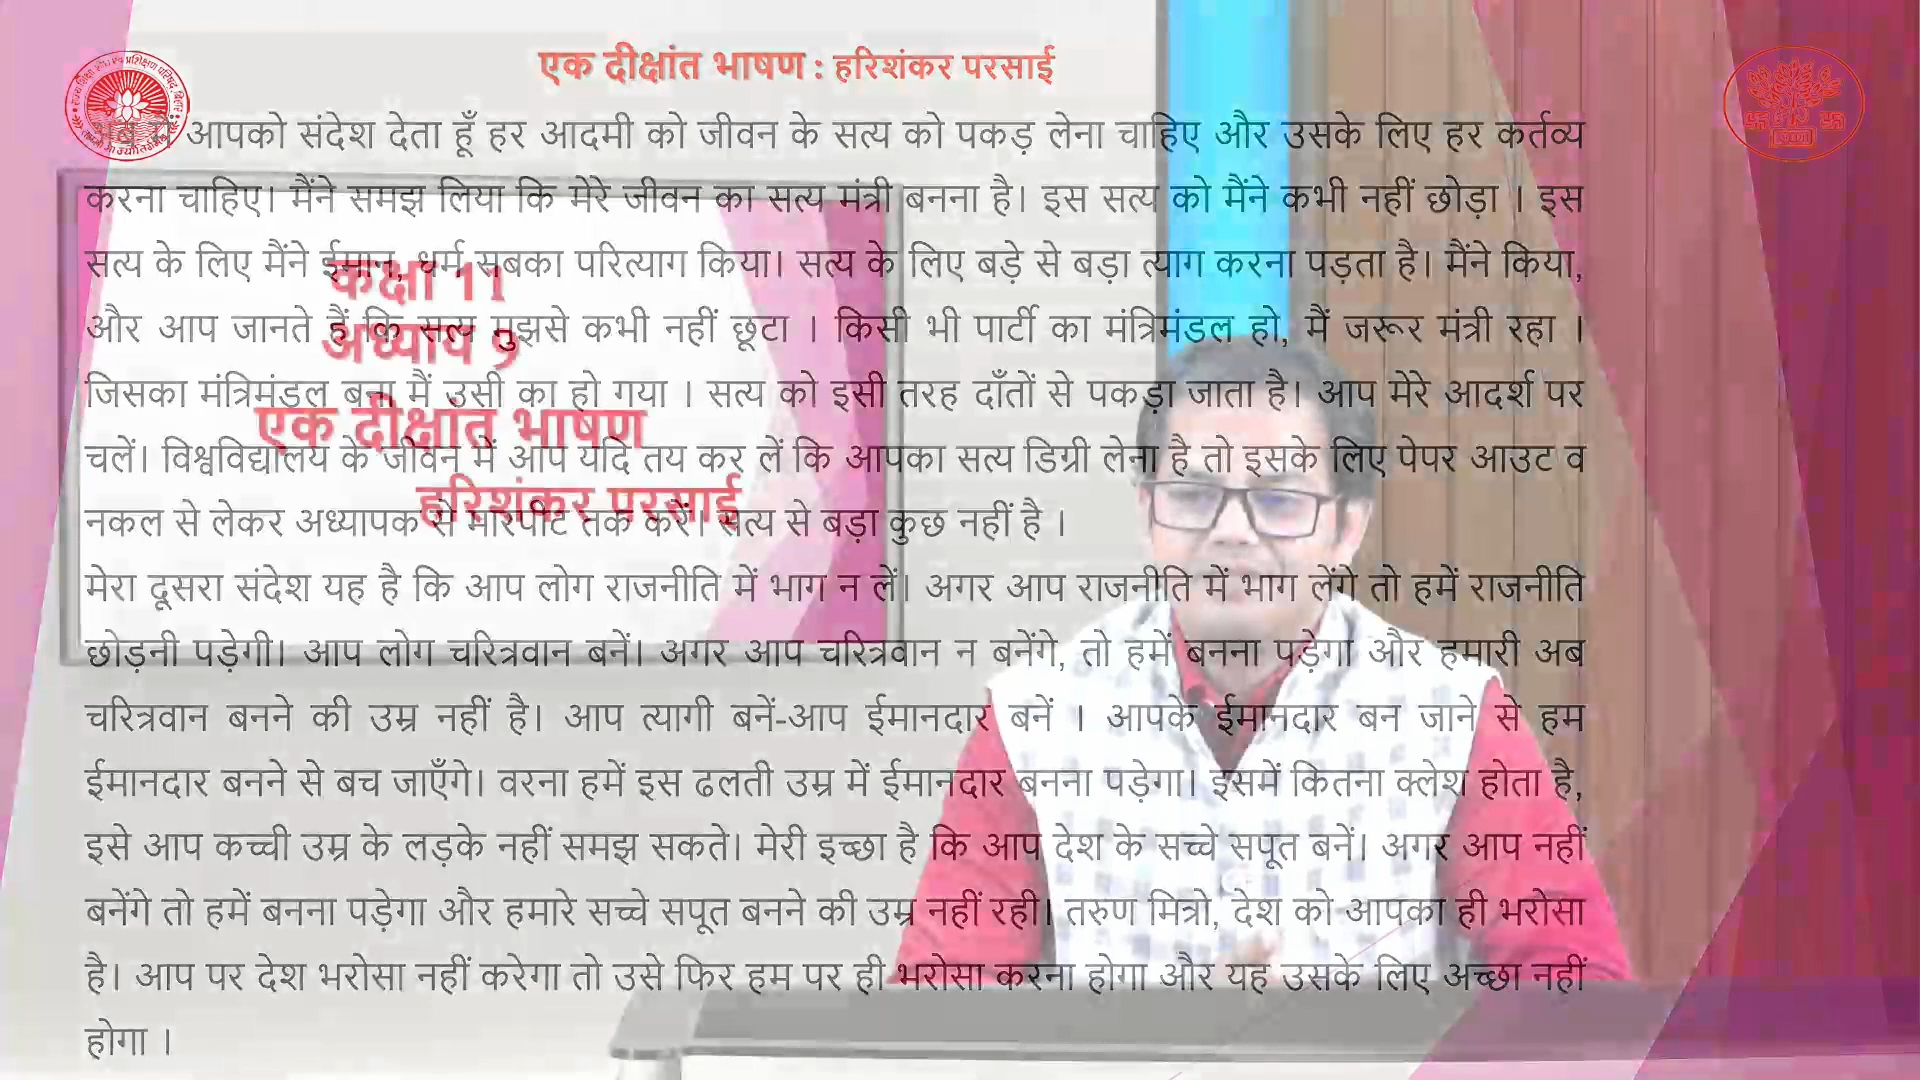 एक दीक्षांत भाषण : हरिशंकर परसाई
आपको संदेश देता हूँ हर आदमी को जीवन के सत्य को पकड़ लेना चाहिए और उसके लिए हर कर्तव्य
करना चाहिए। मैंने समझ लिया कि मेरे जीवन का सत्य मंत्री बनना है। इस सत्य को मैंने कभी नहीं छोड़ा । इस
सत्य के लिए मैंने ईमान, धर्म सबका परित्याग किया। सत्य के लिए बड़े से बड़ा त्याग करना पड़ता है। मैंने किया,
और आप जानते हैं कि सत्य मुझसे कभी नहीं छूटा । किसी भी पार्टी का मंत्रिमंडल हो, मैं जरूर मंत्री रहा ।
जिसका मंत्रिमंडल बना मैं उसी का हो गया । सत्य को इसी तरह दाँतों से पकड़ा जाता है। आप मेरे आदर्श पर
चलें। विश्वविद्यालय के जीवन में आप यदि तय कर लें कि आपका सत्य डिग्री लेना है तो इसके लिए पेपर आउट व
नकल से लेकर अध्यापक से मारपीट तक करें। सत्य से बड़ा कुछ नहीं है ।
मेरा दूसरा संदेश यह है कि आप लोग राजनीति में भाग न लें। अगर आप राजनीति में भाग लेंगे तो हमें राजनीति
छोड़नी पड़ेगी। आप लोग चरित्रवान बनें। अगर आप चरित्रवान न बनेंगे, तो हमें बनना पड़ेगा और हमारी अब
चरित्रवान बनने की उम्र नहीं है। आप त्यागी बनें-आप ईमानदार बनें । आपके ईमानदार बन जाने से हम
ईमानदार बनने से बच जाएँगे। वरना हमें इस ढलती उम्र में ईमानदार बनना पड़ेगा। इसमें कितना क्लेश होता है,
इसे आप कच्ची उम्र के लड़के नहीं समझ सकते। मेरी इच्छा है कि आप देश के सच्चे सपूत बनें। अगर आप नहीं
बनेंगे तो हमें बनना पड़ेगा और हमारे सच्चे सपूत बनने की उम्र नहीं रही। तरुण मित्रो, देश को आपका ही भरोसा
है। आप पर देश भरोसा नहीं करेगा तो उसे फिर हम पर ही भरोसा करना होगा और यह उसके लिए अच्छा नहीं
होगा ।
कक्षा 11
अध्याय 9
एक दीक्षांत भाषण
हरिशंकर परसाई